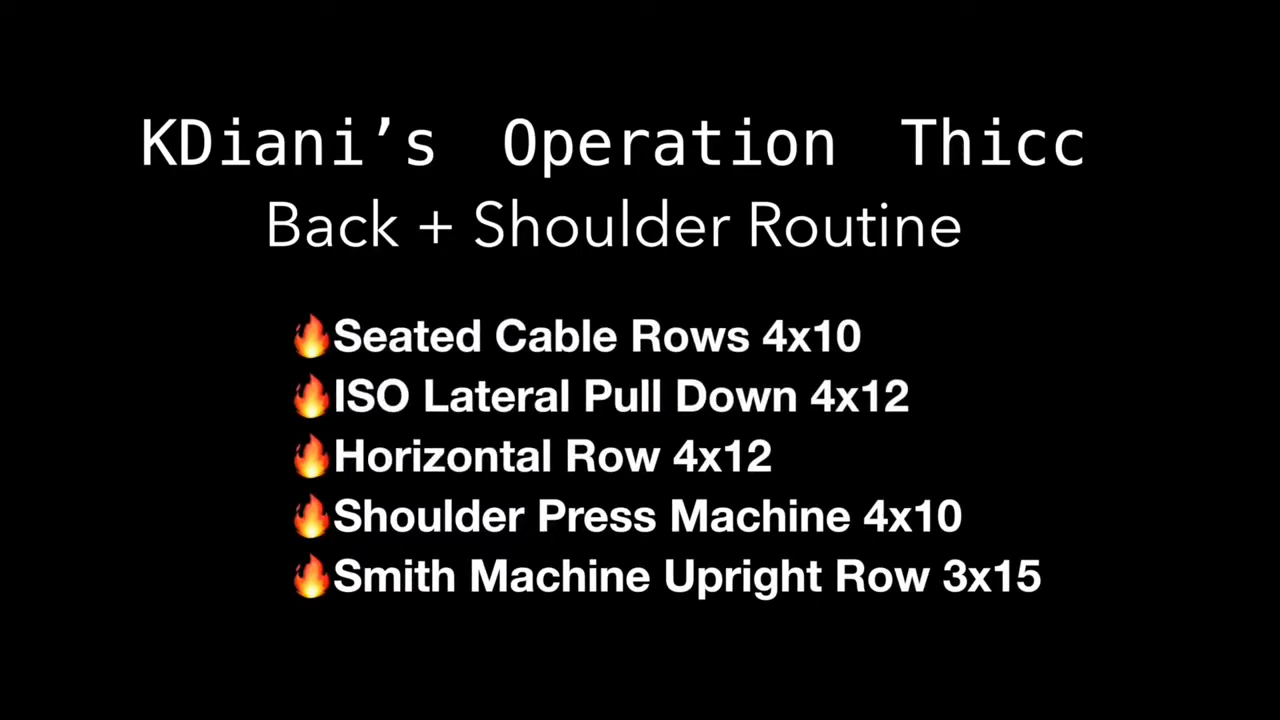 KDiani’s Operation Thicc
Back + Shoulder Routine
🔥Seated Cable Rows 4x10
🔥ISO Lateral Pull Down 4x12
🔥Horizontal Row 4x12
🔥Shoulder Press Machine 4x10
🔥Smith Machine Upright Row 3x15